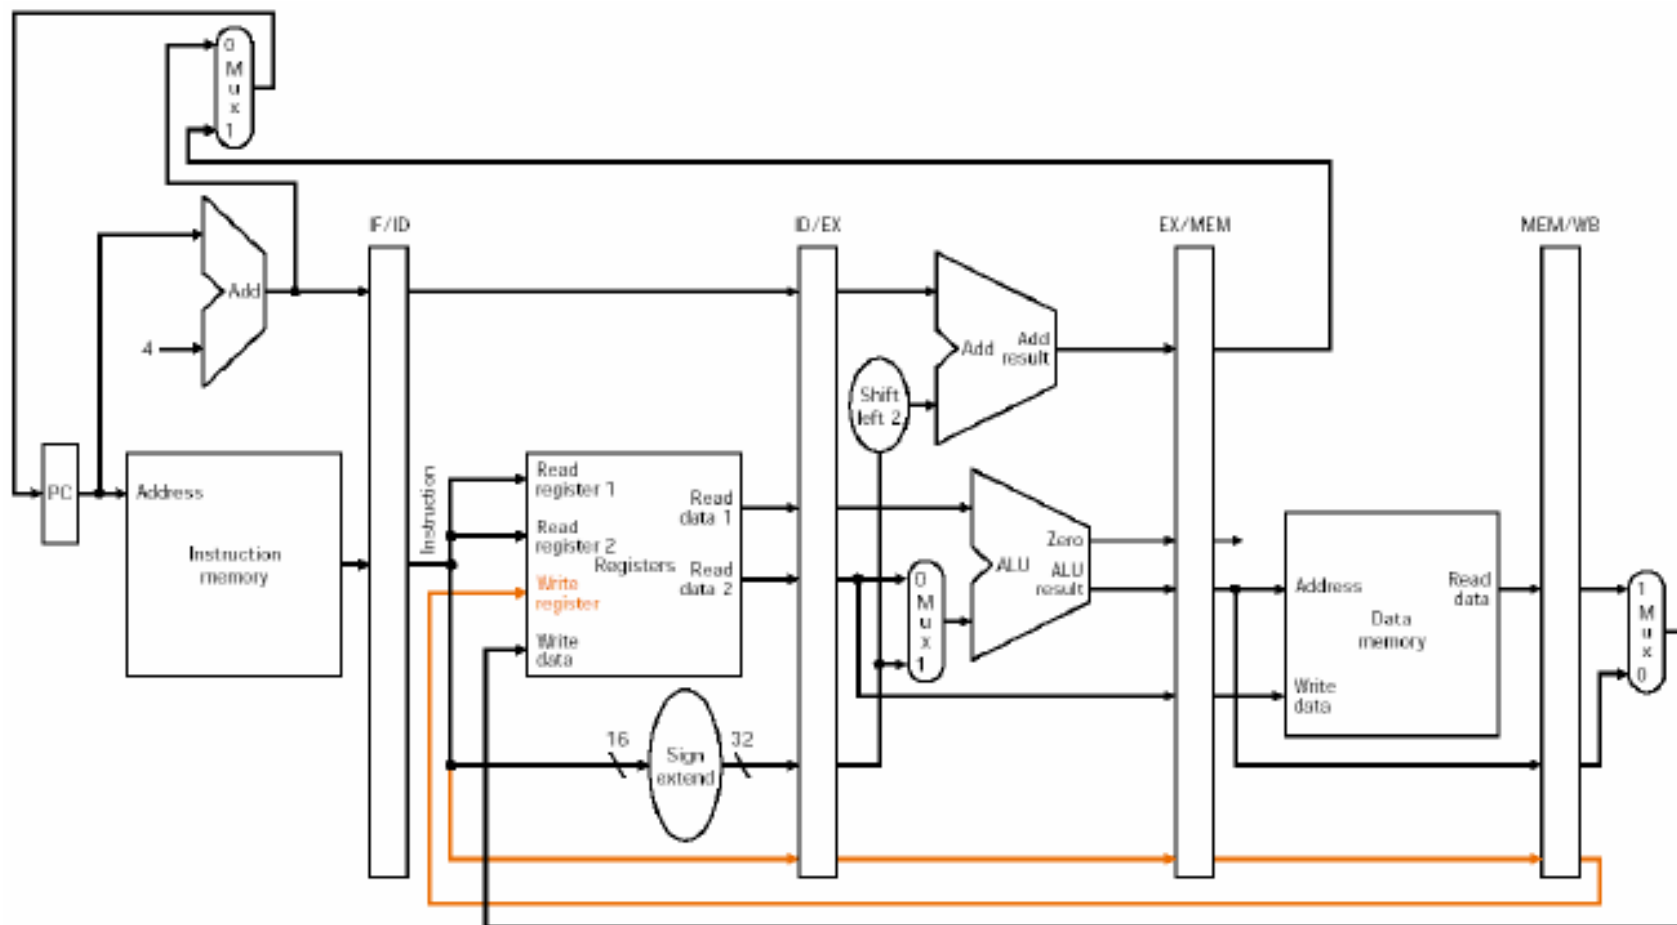 0
M
u
x
1
IF/ID
ID/EX
EX/MEM
MEM/WB
Add
4
Add
Add
result
Shift
left 2
PC
Address
Instruction
memory
Instruction
Read
register 1
Read
register 2
Write
register
Write
data
Registers
Read
data 1
Read
data 2
0
M
u
x
1
Zero
ALU
ALU
result
Address
Read
data
Data
memory
Write
data
1
M
u
x
0
16
Sign
extend
32